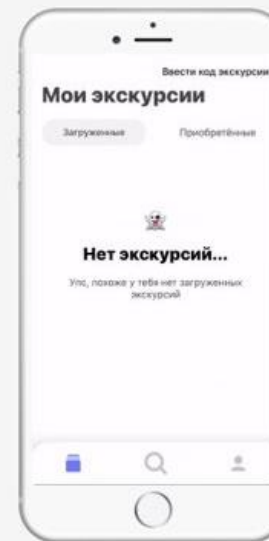 Ввести код экскурсии
Мои экскурсии
Загруженные Приобретённые
Нет экскурсий...
Упс, похоже у тебя нет загруженных
экскурсий